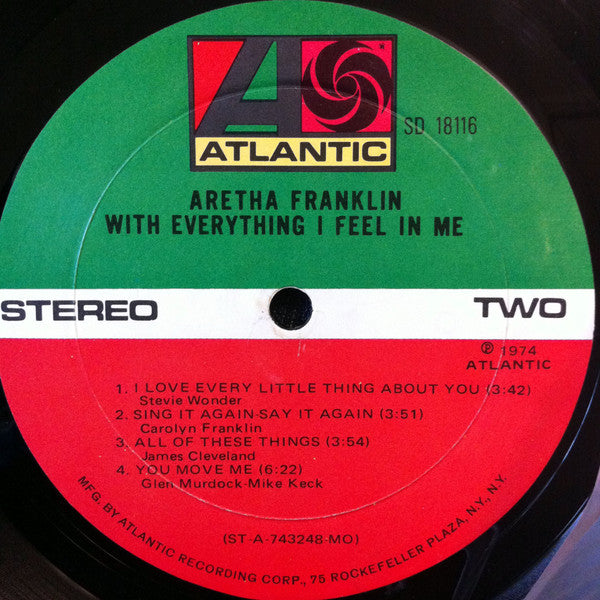 ATLANTIC
SD 18116
ARETHA FRANKLIN
WITH EVERYTHING I FEEL IN ME
STEREO
TWO
Ⓟ 1974
ATLANTIC
1. I LOVE EVERY LITTLE THING ABOUT YOU (3:42)
Stevie Wonder
2. SING IT AGAIN-SAY IT AGAIN (3:51)
Carolyn Franklin
3. ALL OF THESE THINGS (3:54)
James Cleveland
4. YOU MOVE ME (6:22)
Glen Murdock-Mike Keck
(ST-A-743248-MO)
MFG. BY ATLANTIC RECORDING CORP., 75 ROCKEFELLER PLAZA, N.Y., N.Y.